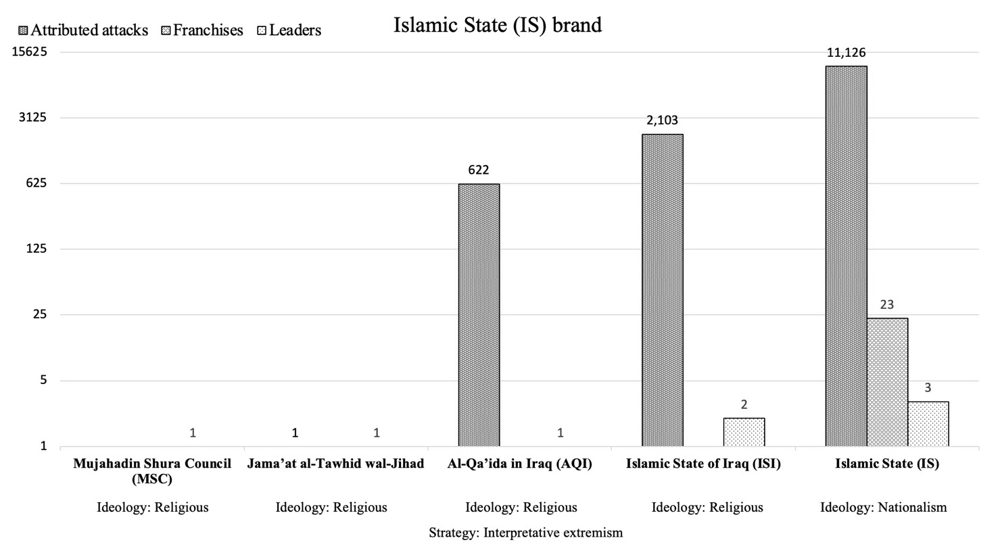 Islamic State (IS) brand
Attributed attacks Franchises Leaders
15625
3125
625
125
25
5
1
1
1
1
622
1
2,103
2
11,126
23
3
Mujahadin Shura Council
(MSC)
Jama’at al-Tawhid wal-Jihad
Al-Qa’ida in Iraq (AQI)
Islamic State of Iraq (ISI)
Islamic State (IS)
Ideology: Religious
Ideology: Religious
Ideology: Religious
Ideology: Religious
Ideology: Nationalism
Strategy: Interpretative extremism